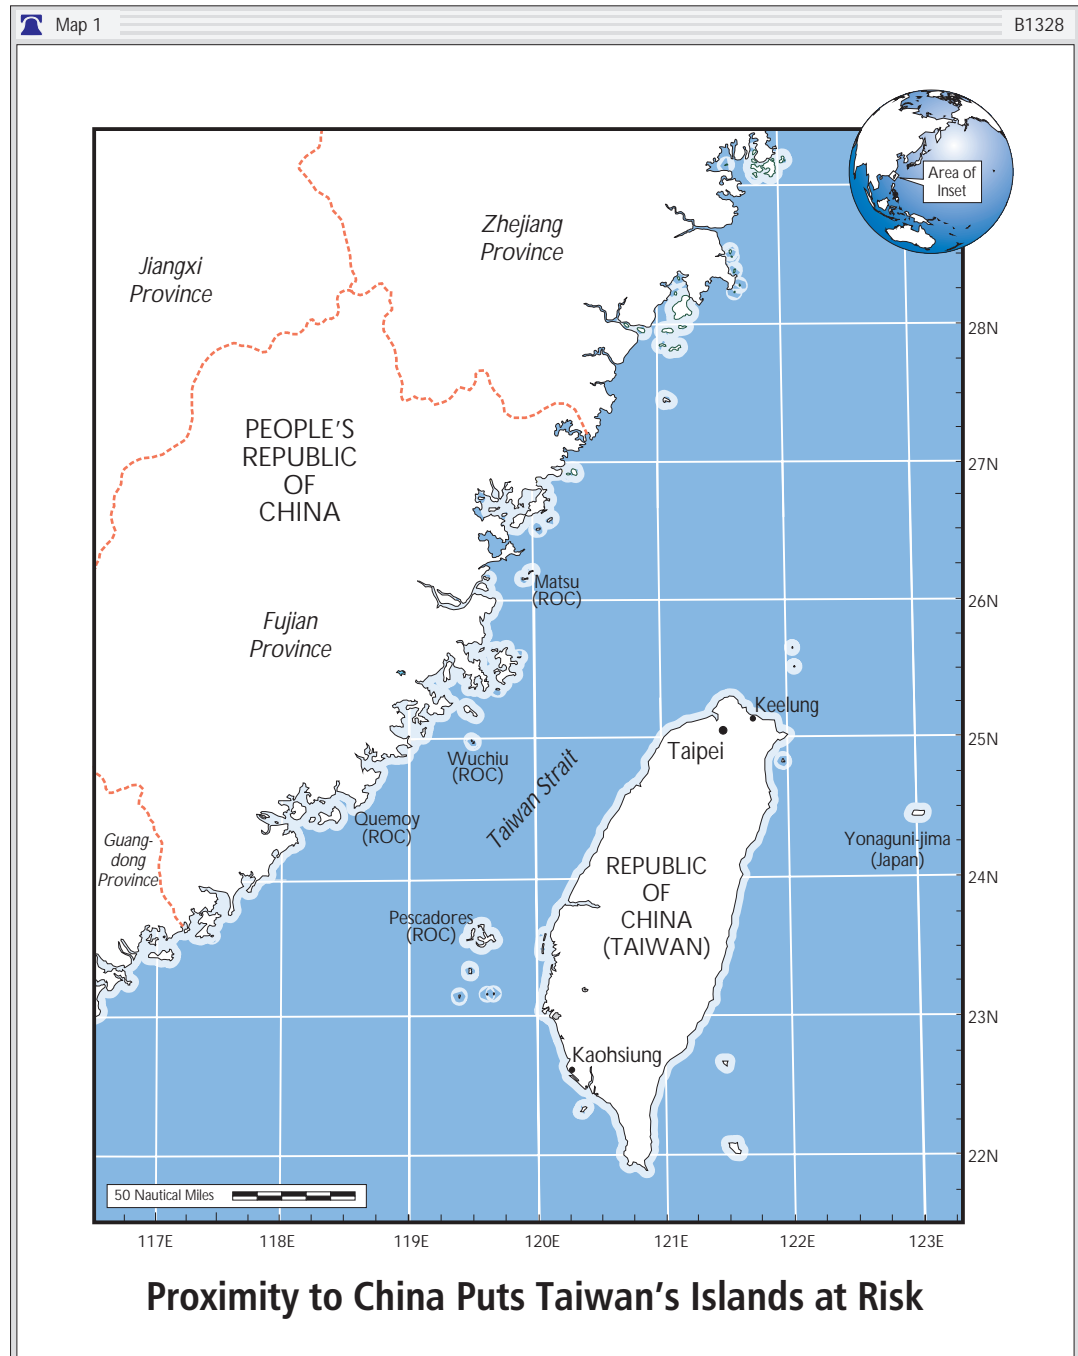 Map 1
B1328
Area of
Inset
Zhejiang
Province
Jiangxi
Province
28N
PEOPLE'S
REPUBLIC
OF
CHINA
27N
Matsu
(ROC)
26N
Fujian
Province
Keelung
Taipei
25N
Wuchiu
(ROC)
Taiwan Strait
Quemoy
(ROC)
Yonaguni-jima
(Japan)
Guang-
dong
Province
REPUBLIC
OF
CHINA
(TAIWAN)
24N
Pescadores
(ROC)
23N
Kaohsiung
22N
50 Nautical Miles
117E
118E
119E
120E
121E
122E
123E
Proximity to China Puts Taiwan's Islands at Risk